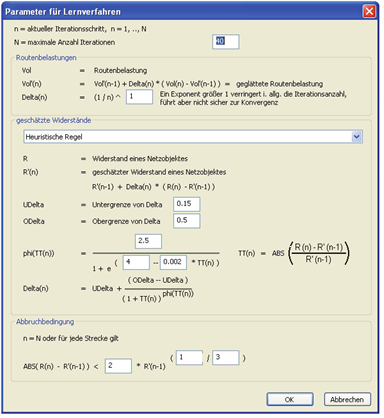 Parameter für Lernverfahren
n = aktueller Iterationsschritt, n = 1, .., N
N = maximale Anzahl Iterationen 40
Routenbelastungen
Vol = Routenbelastung
Vol'(n) = Vol'(n-1) + Delta(n) * ( Vol(n) - Vol'(n-1) ) = geglättete Routenbelastung
Delta(n) = (1 / n) ^ 1 Ein Exponent größer 1 verringert i. allg. die Iterationsanzahl,
führt aber nicht sicher zur Konvergenz
geschätzte Widerstände
Heuristische Regel
R = Widerstand eines Netzobjektes
R'(n) = geschätzter Widerstand eines Netzobjektes
R'(n-1) + Delta(n) * ( R(n) - R'(n-1) )
UDelta = Untergrenze von Delta 0.15
ODelta = Obergrenze von Delta 0.5
2.5
phi(TT(n)) = TT(n) = ABS ( R (n) - R' (n-1) / R' (n-1) )
1 + e ( 4 -- 0.002 * TT(n) )
Delta(n) = UDelta + ( ODelta -- UDelta )
( 1 + TT(n) ) phi(TT(n))
Abbruchbedingung
n = N oder für jede Strecke gilt
ABS( R(n) - R'(n-1) ) < 2 * R'(n-1) ( 1 / 3 )
OK Abbrechen